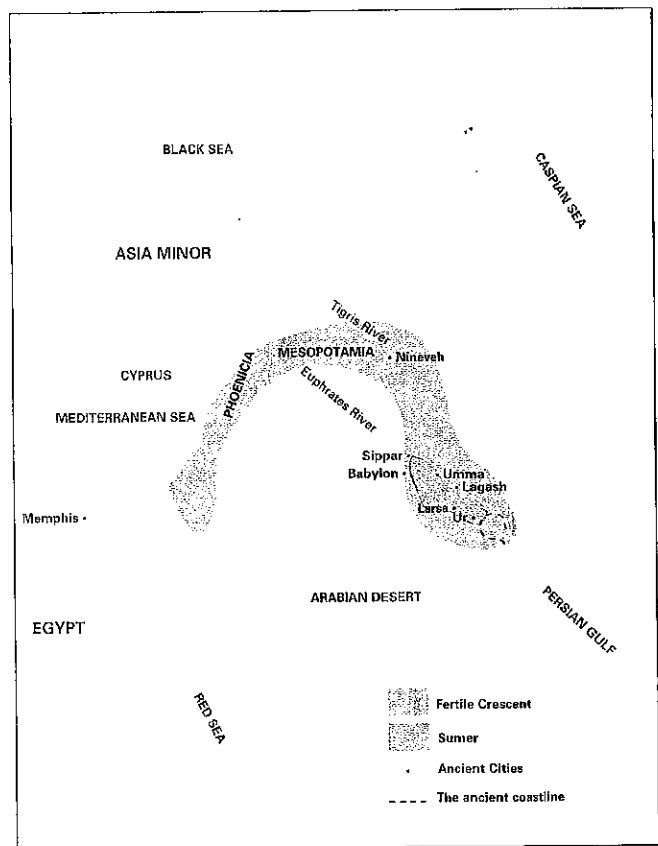 BLACK SEA
CASPIAN SEA
ASIA MINOR
Tigris River
MESOPOTAMIA
Nineveh
PHOENICIA
CYPRUS
Euphrates River
MEDITERRANEAN SEA
Sippar
Babylon
Umma
Lagash
Larsa
Ur
Memphis
ARABIAN DESERT
PERSIAN GULF
EGYPT
RED SEA
Fertile Crescent
Sumer
Ancient Cities
The ancient coastline